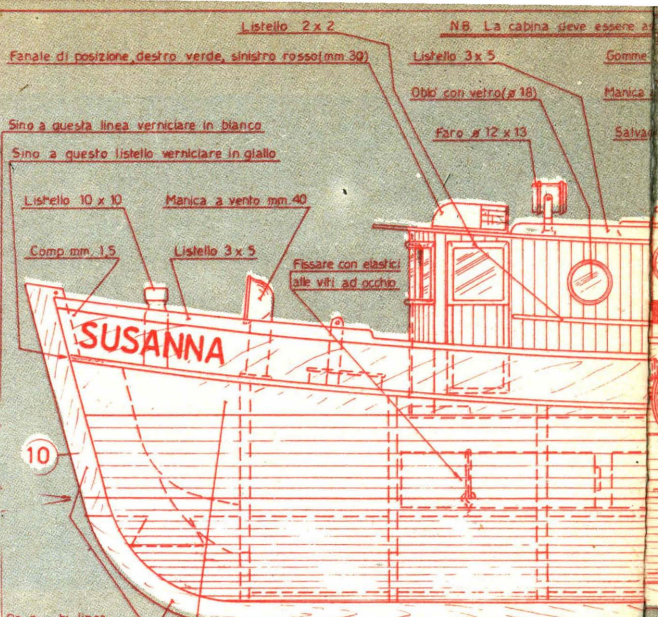 Listello 2 x 2
N.B. La cabina deve essere
Fanale di posizione, destro verde, sinistro rosso (mm 30)
Listello 3 x 5
Gomme
Oblò con vetro (ø 18)
Manica
Sino a questa linea verniciare in bianco
Faro ø 12 x 13
Sino a questo listello verniciare in giallo
Listello 10 x 10
Manica a vento mm. 40
Comp. mm. 1,5
Listello 3 x 5
Fissare con elastici
alle viti ad occhio
SUSANNA
10